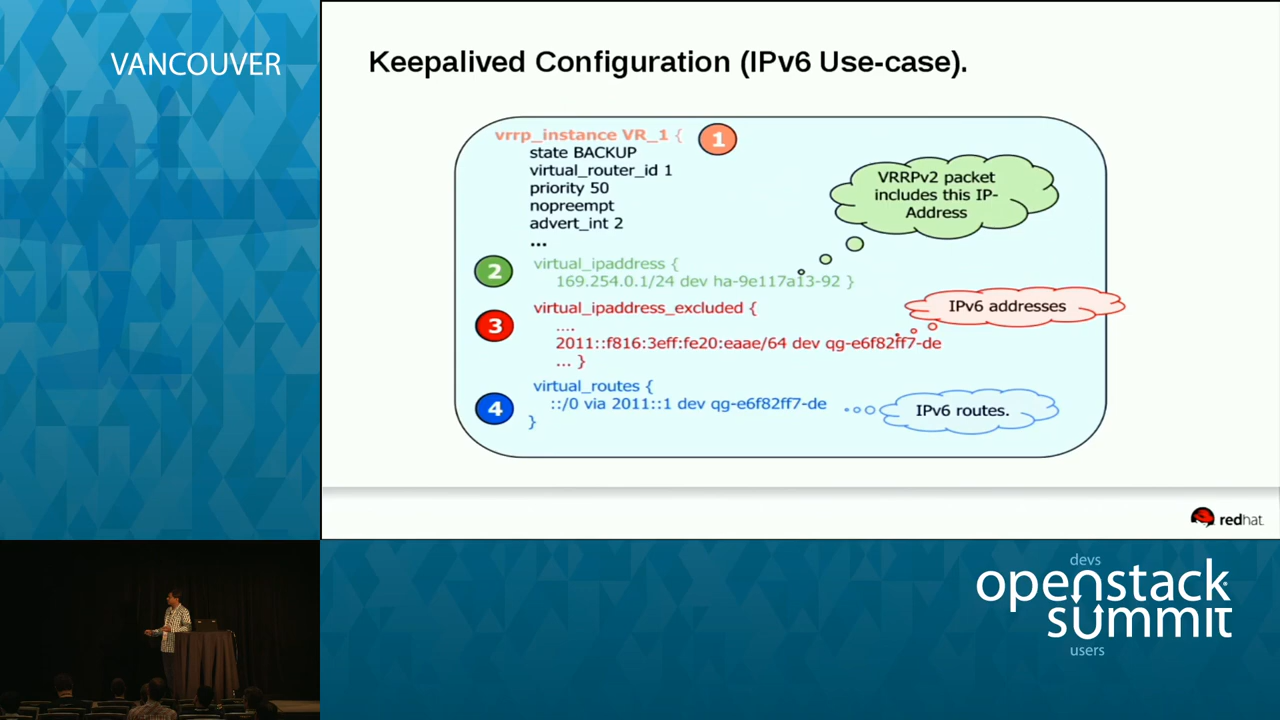 VANCOUVER
Keepalived Configuration (IPv6 Use-case).
vrrp_instance VR_1 {
1
state BACKUP
virtual_router_id 1
priority 50
nopreempt
advert_int 2
...
VRRPv2 packet
includes this IP-
Address
2
virtual_ipaddress {
169.254.0.1/24 dev ha-9e117a13-92 }
3
virtual_ipaddress_excluded {
....
2011::f816:3eff:fe20:eaae/64 dev qg-e6f82ff7-de
... }
IPv6 addresses
4
virtual_routes {
::/0 via 2011::1 dev qg-e6f82ff7-de
}
IPv6 routes.
redhat
devs
openstack
summit
users